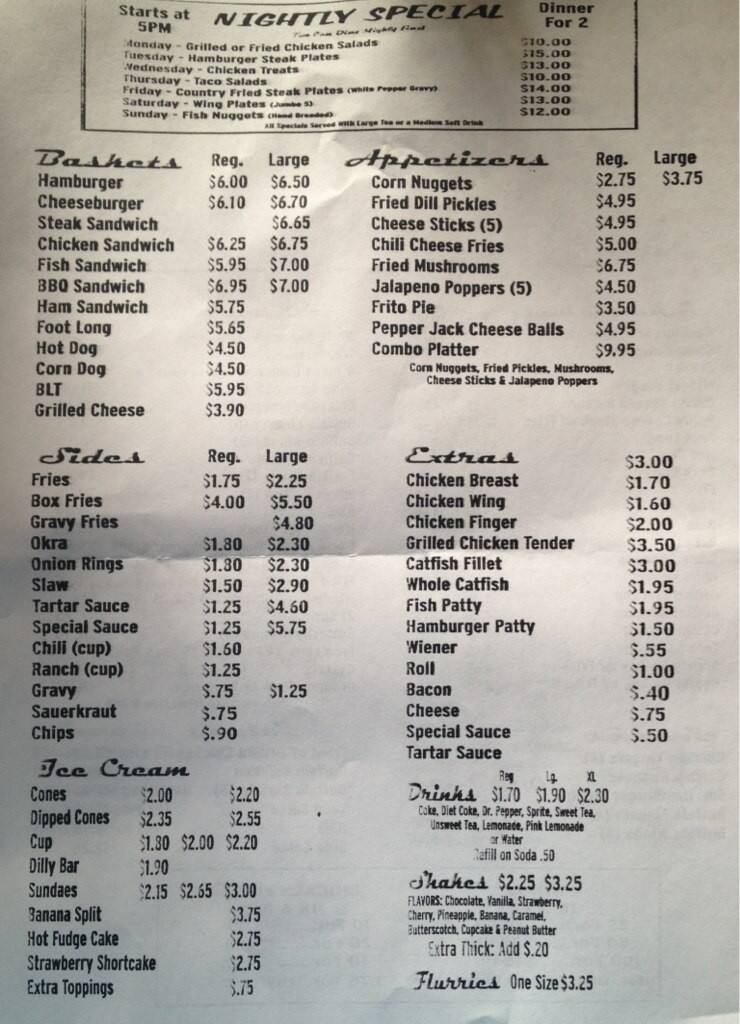 Starts at 5PM NIGHTLY SPECIAL Dinner For 2
Two Can Dine Mighty Fine!
Monday - Grilled or Fried Chicken Salads $10.00
Tuesday - Hamburger Steak Plates $15.00
Wednesday - Chicken Treats $13.00
Thursday - Taco Salads $10.00
Friday - Country Fried Steak Plates (White Pepper Gravy) $14.00
Saturday - Wing Plates (Jumbo 5) $13.00
Sunday - Fish Nuggets (Hand Breaded) $12.00
All Specials Served With Large Tea or a Medium Soft Drink
Baskets Reg. Large
Hamburger $6.00 $6.50
Cheeseburger $6.10 $6.70
Steak Sandwich $6.65
Chicken Sandwich $6.25 $6.75
Fish Sandwich $5.95 $7.00
BBQ Sandwich $6.95 $7.00
Ham Sandwich $5.75
Foot Long $5.65
Hot Dog $4.50
Corn Dog $4.50
BLT $5.95
Grilled Cheese $3.90
Appetizers Reg. Large
Corn Nuggets $2.75 $3.75
Fried Dill Pickles $4.95
Cheese Sticks (5) $4.95
Chili Cheese Fries $5.00
Fried Mushrooms $6.75
Jalapeno Poppers (5) $4.50
Frito Pie $3.50
Pepper Jack Cheese Balls $4.95
Combo Platter $9.95
Corn Nuggets, Fried Pickles, Mushrooms,
Cheese Sticks & Jalapeno Poppers
Sides Reg. Large
Fries $1.75 $2.25
Box Fries $4.00 $5.50
Gravy Fries $4.80
Okra $1.80 $2.30
Onion Rings $1.80 $2.30
Slaw $1.50 $2.90
Tartar Sauce $1.25 $4.60
Special Sauce $1.25 $5.75
Chili (cup) $1.60
Ranch (cup) $1.25
Gravy $.75 $1.25
Sauerkraut $.75
Chips $.90
Extras $3.00
Chicken Breast $1.70
Chicken Wing $1.60
Chicken Finger $2.00
Grilled Chicken Tender $3.50
Catfish Fillet $3.00
Whole Catfish $1.95
Fish Patty $1.95
Hamburger Patty $1.50
Wiener $.55
Roll $1.00
Bacon $.40
Cheese $.75
Special Sauce $.50
Tartar Sauce
Ice Cream
Cones $2.00 $2.20
Dipped Cones $2.35 $2.55
Cup $1.80 $2.00 $2.20
Dilly Bar $1.90
Sundaes $2.15 $2.65 $3.00
Banana Split $3.75
Hot Fudge Cake $2.75
Strawberry Shortcake $2.75
Extra Toppings $.75
Reg Lg. XL
Drinks $1.70 $1.90 $2.30
Coke, Diet Coke, Dr. Pepper, Sprite, Sweet Tea,
Unsweet Tea, Lemonade, Pink Lemonade
or Water
Refill on Soda .50
Shakes $2.25 $3.25
FLAVORS: Chocolate, Vanilla, Strawberry,
Cherry, Pineapple, Banana, Caramel,
Butterscotch, Cupcake & Peanut Butter
Extra Thick: Add $.20
Flurries One Size $3.25